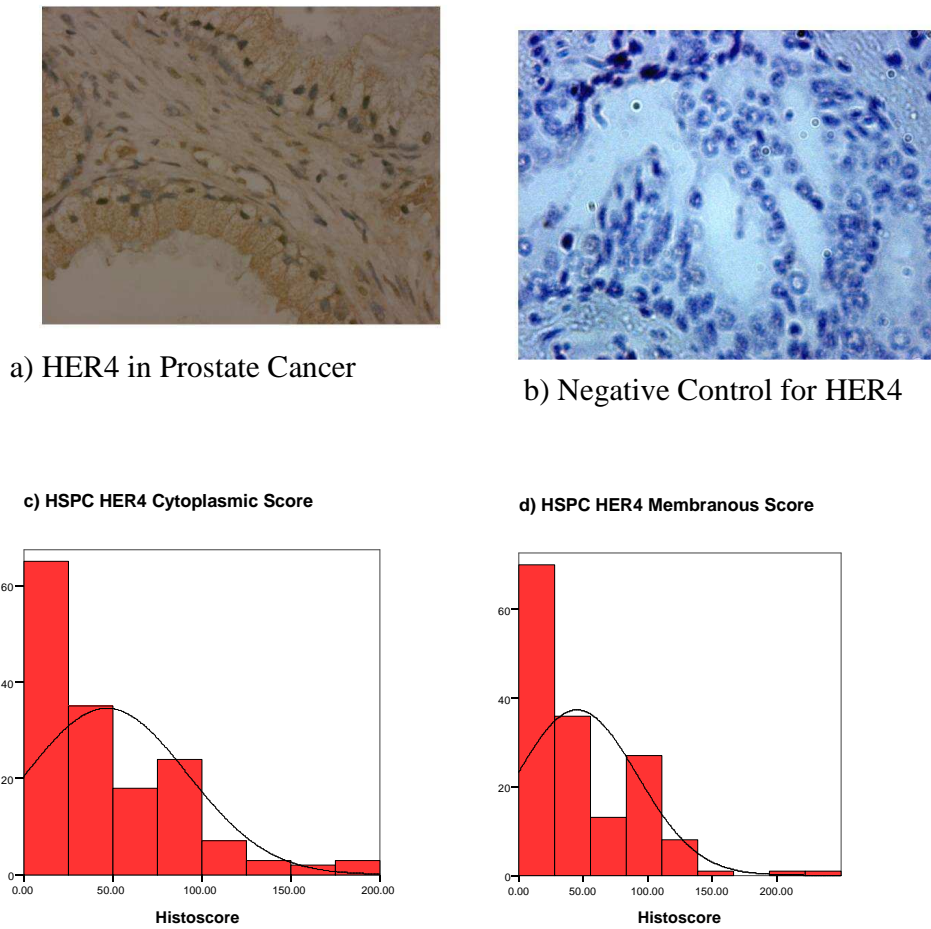 a) HER4 in Prostate Cancer
b) Negative Control for HER4
c) HSPC HER4 Cytoplasmic Score
60
40
20
0
0.00 50.00 100.00 150.00 200.00
Histoscore
d) HSPC HER4 Membranous Score
60
40
20
0
0.00 50.00 100.00 150.00 200.00
Histoscore